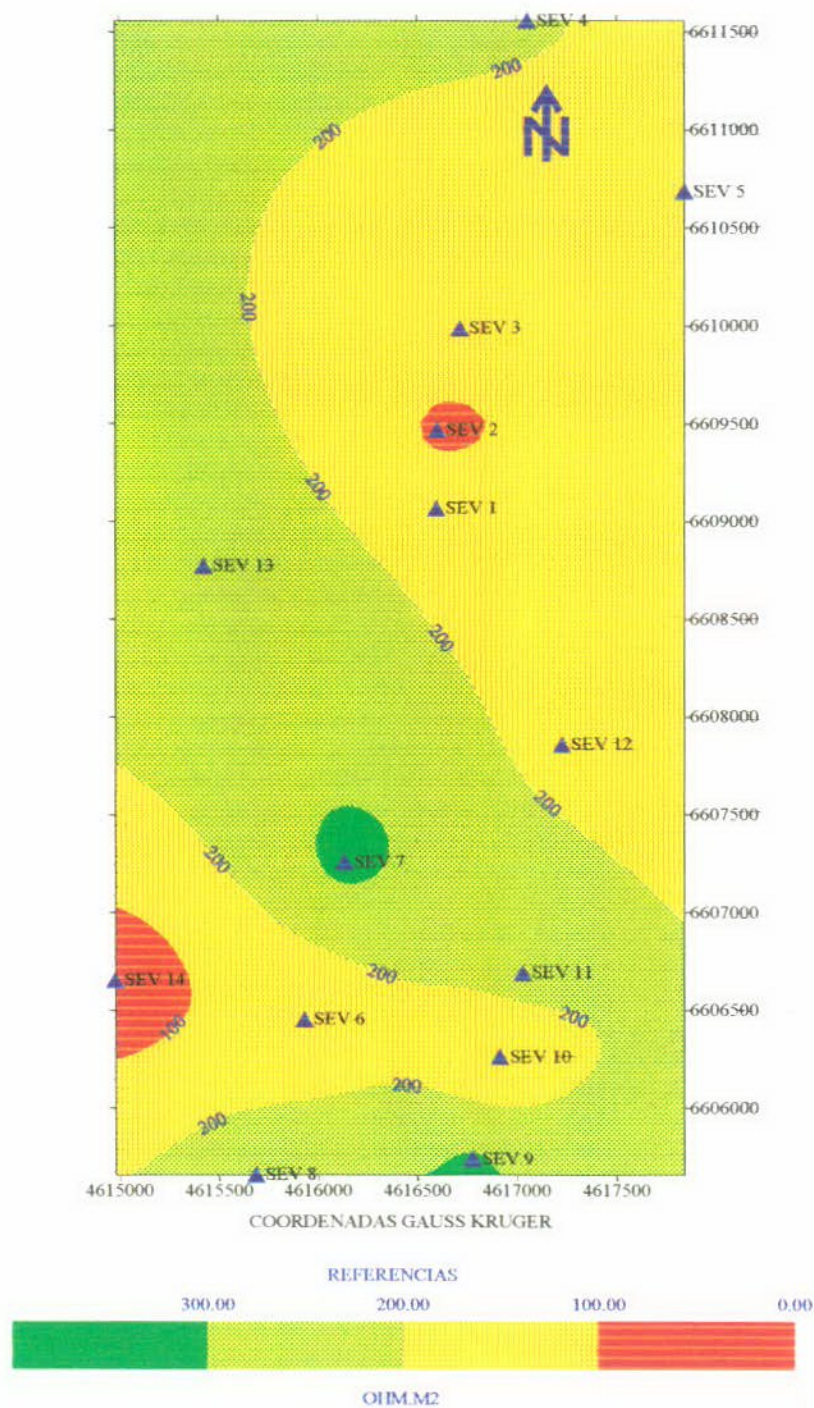 SEV 4
6611500
200
N
6611000
200
SEV 5
6610500
200
SEV 3
6610000
SEV 2
6609500
200
SEV 1
6609000
SEV 13
6608500
200
6608000
SEV 12
200
6607500
200
SEV 7
6607000
200
SEV 11
SEV 14
6606500
200
100
SEV 6
SEV 10
200
200
6606000
SEV 9
SEV 8
4615000 4615500 4616000 4616500 4617000 4617500
COORDENADAS GAUSS KRUGER
REFERENCIAS
300.00 200.00 100.00 0.00
OHM.M2